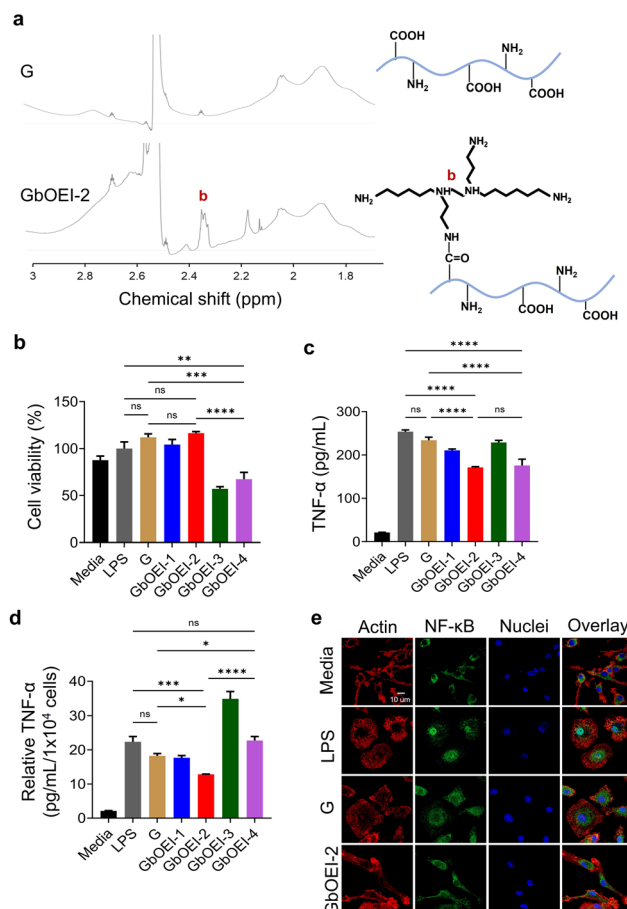 a
G
COOH
NH2
NH2
COOH
COOH
GbOEI-2
b
NH2
b
NH2
NH
NH
NH2
NH
C=O
NH2
NH2
COOH
COOH
3 2.8 2.6 2.4 2.2 2 1.8
Chemical shift (ppm)
b
**
***
ns
ns
ns
****
Cell viability (%)
150
100
50
0
Media
LPS
G
GbOEI-1
GbOEI-2
GbOEI-3
GbOEI-4
c
****
****
****
ns
****
ns
TNF-α (pg/mL)
300
200
100
0
Media
LPS
G
GbOEI-1
GbOEI-2
GbOEI-3
GbOEI-4
d
ns
*
***
****
*
ns
Relative TNF-α
(pg/mL/1x10⁴ cells)
40
30
20
10
0
Media
LPS
G
GbOEI-1
GbOEI-2
GbOEI-3
GbOEI-4
e
Actin NF-κB Nuclei Overlay
Media
10 um
LPS
G
GbOEI-2